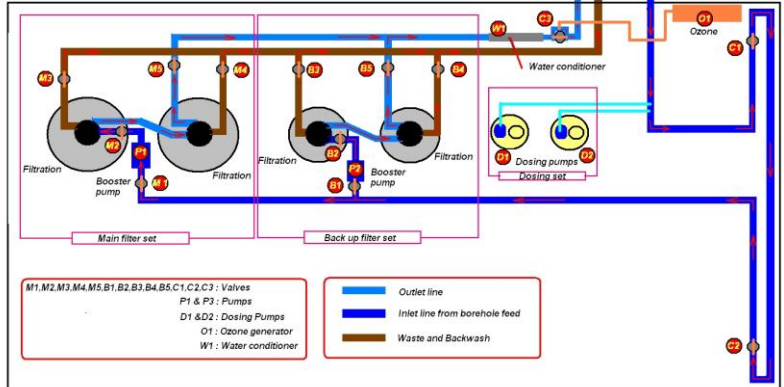 C3
W1
O1
Ozone
C1
Water conditioner
M3
M5
M4
B3
B5
B4
M2
P1
M1
Filtration
Booster
pump
Filtration
Filtration
B2
P2
B1
Booster
pump
Filtration
D1
D2
Dosing pumps
Dosing set
Main filter set
Back up filter set
C2
M1,M2,M3,M4,M5,B1,B2,B3,B4,B5,C1,C2,C3 : Valves
P1 & P3 : Pumps
D1 &D2 : Dosing Pumps
O1 : Ozone generator
W1 : Water conditioner
Outlet line
Inlet line from borehole feed
Waste and Backwash